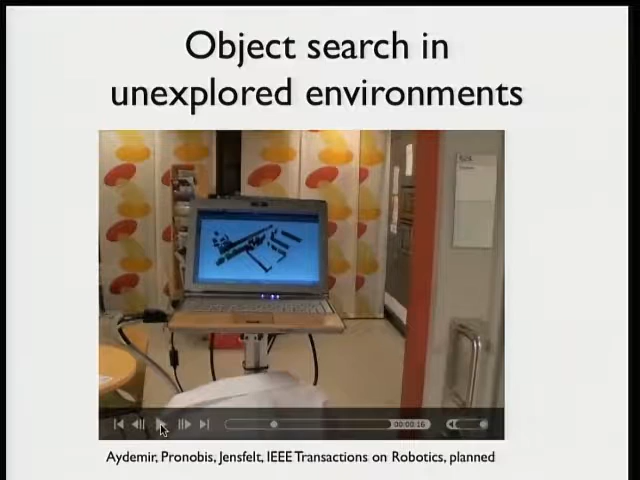 Object search in
unexplored environments
00:00:16
Aydemir, Pronobis, Jensfelt, IEEE Transactions on Robotics, planned